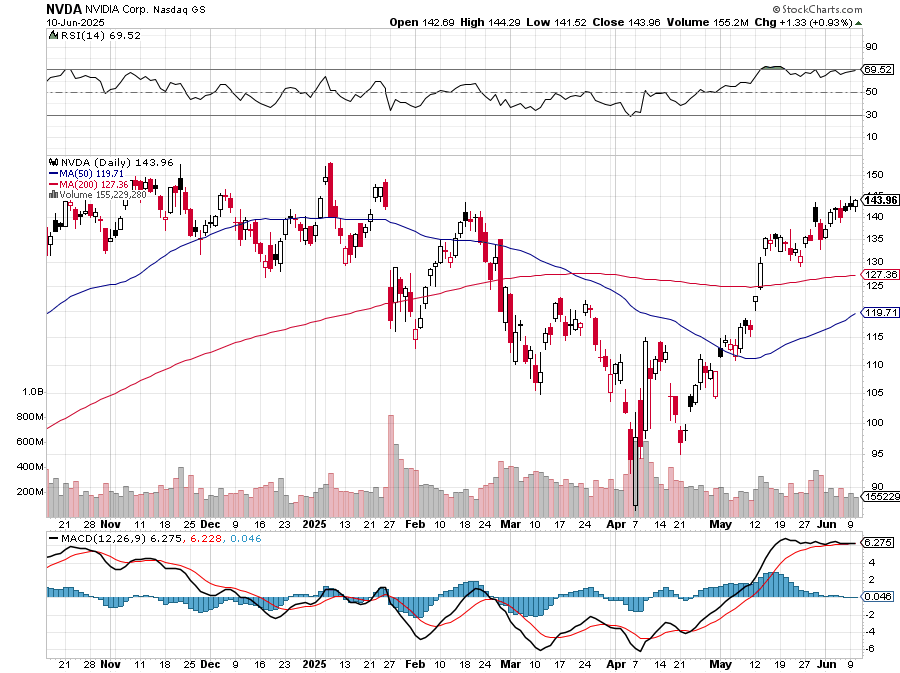 NVDA NVIDIA Corp. Nasdaq GS
© StockCharts.com
10-Jun-2025
Open 142.69 High 144.29 Low 141.52 Close 143.96 Volume 155.2M Chg +1.33 (+0.93%)
RSI(14) 69.52
90
69.52
50
30
10
NVDA (Daily) 143.96
MA(50) 119.71
MA(200) 127.36
Volume 155,229,280
150
145
143.96
140
135
130
127.36
125
119.71
115
110
105
100
95
90
155229
1.0B
800M
600M
400M
200M
21 28 Nov 11 18 25 Dec 9 16 23 2025 13 21 27 Feb 10 18 24 Mar 10 17 24 Apr 7 14 21 May 12 19 27 Jun 9
MACD(12,26,9) 6.275, 6.228, 0.046
6.275
4
2
0.046
-2
-4
-6
21 28 Nov 11 18 25 Dec 9 16 23 2025 13 21 27 Feb 10 18 24 Mar 10 17 24 Apr 7 14 21 May 12 19 27 Jun 9